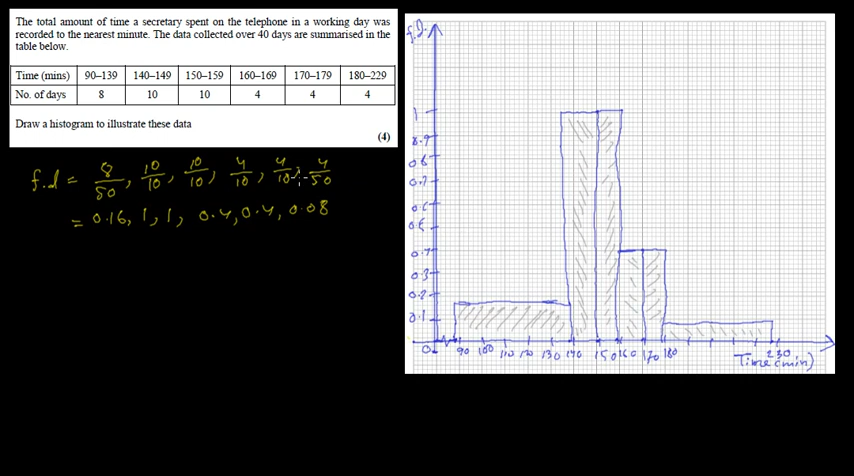 The total amount of time a secretary spent on the telephone in a working day was
recorded to the nearest minute. The data collected over 40 days are summarised in the
table below.
Time (mins) 90–139 140–149 150–159 160–169 170–179 180–229
No. of days 8 10 10 4 4 4
Draw a histogram to illustrate these data
(4)
f.d = 8/50, 10/10, 10/10, 4/10, 4/10, 4/50
= 0.16, 1, 1, 0.4, 0.4, 0.08
f.d.
1
0.9
0.8
0.7
0.6
0.5
0.4
0.3
0.2
0.1
0 90 100 110 120 130 140 150 160 170 180 230
Time (min)